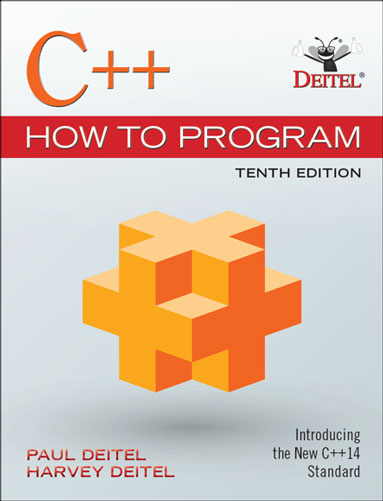 C++
DEITEL®
HOW TO PROGRAM
TENTH EDITION
Introducing
the New C++14
Standard
PAUL DEITEL
HARVEY DEITEL